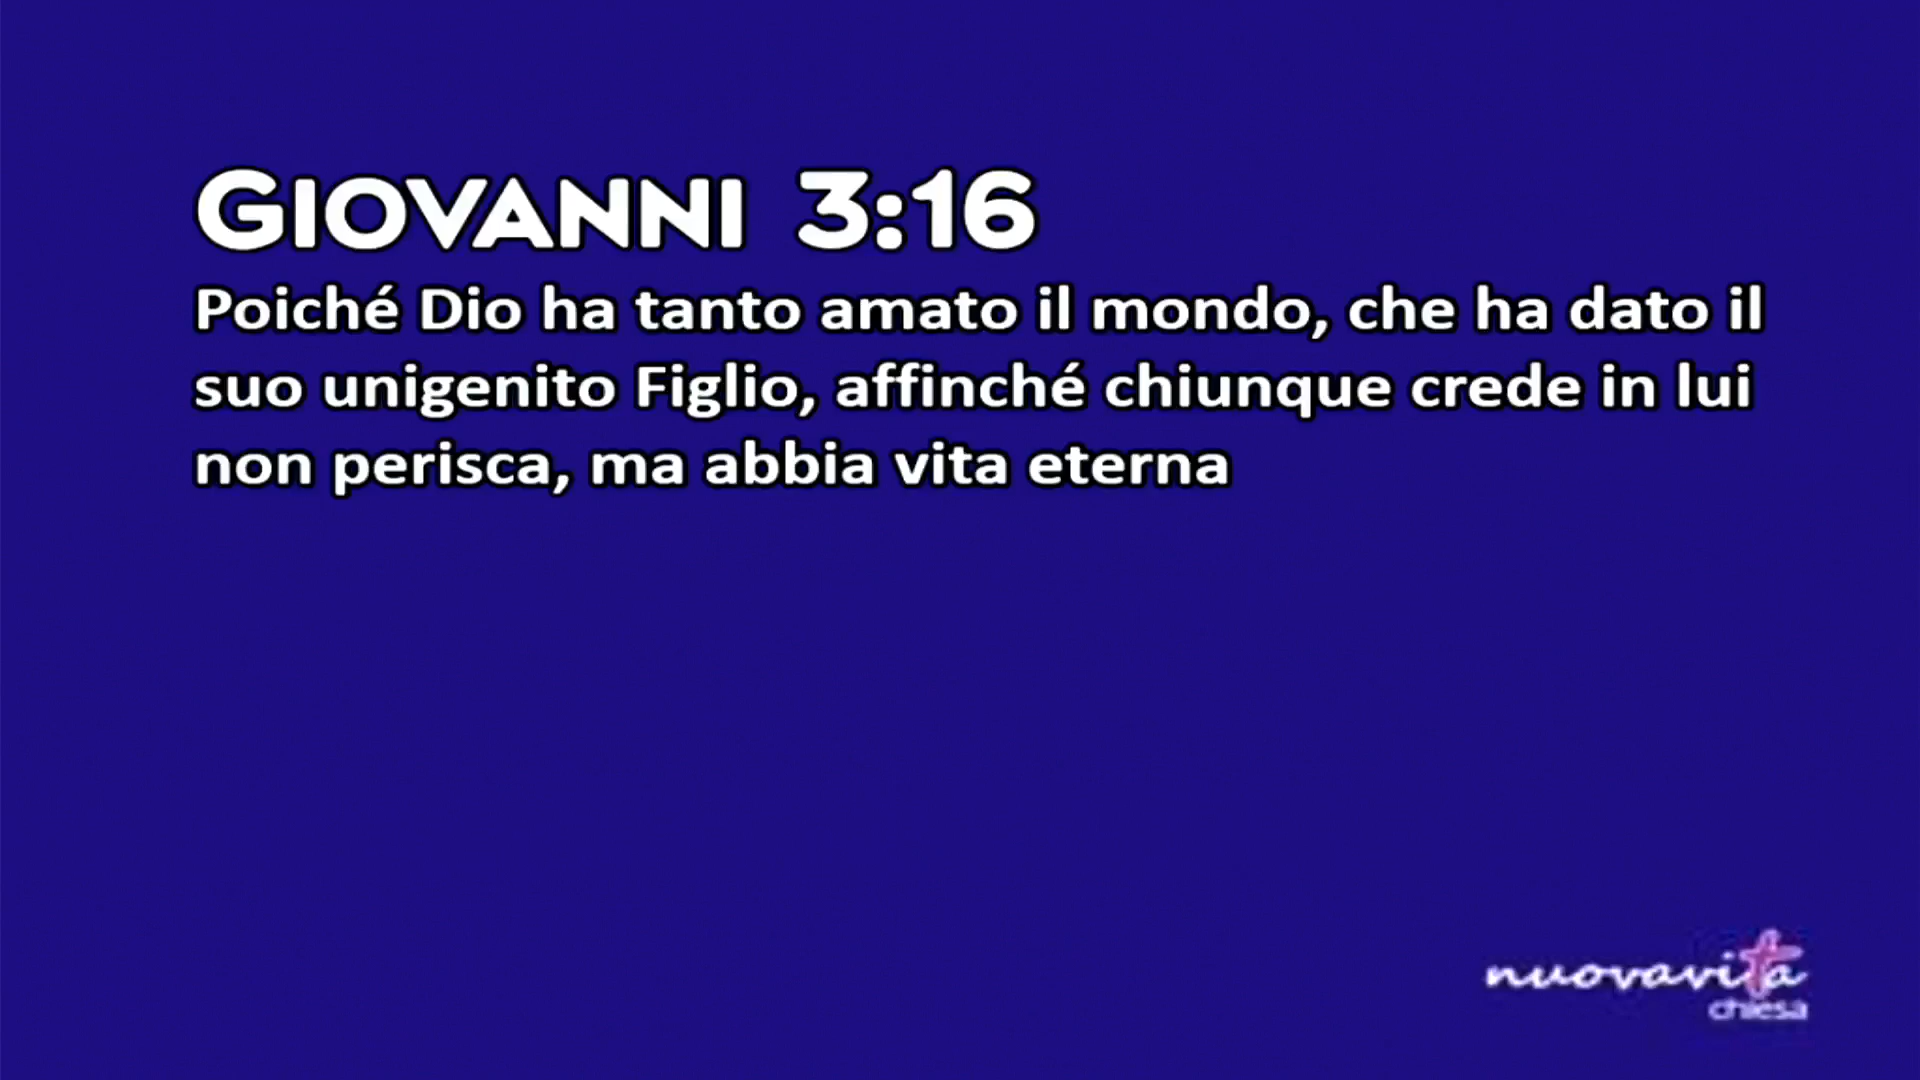 GIOVANNI 3:16
Poiché Dio ha tanto amato il mondo, che ha dato il
suo unigenito Figlio, affinché chiunque crede in lui
non perisca, ma abbia vita eterna
nuovavita
chiesa